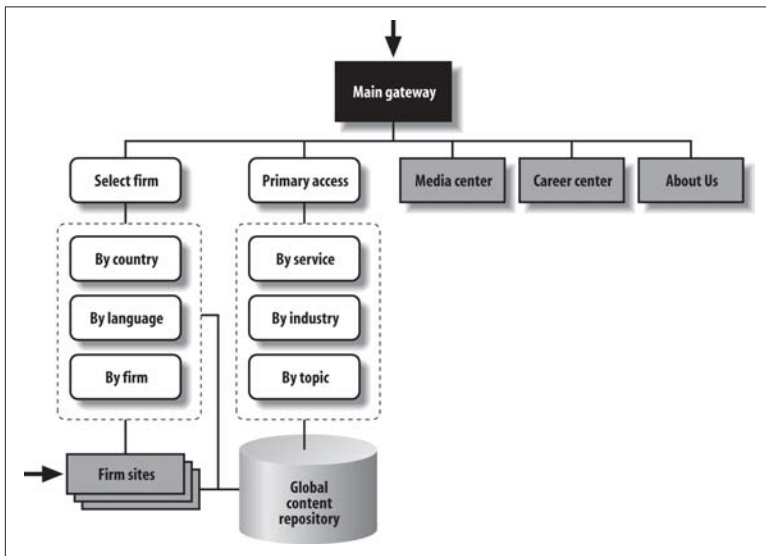 Main gateway
Select firm
Primary access
Media center
Career center
About Us
By country
By service
By language
By industry
By firm
By topic
Firm sites
Global
content
repository